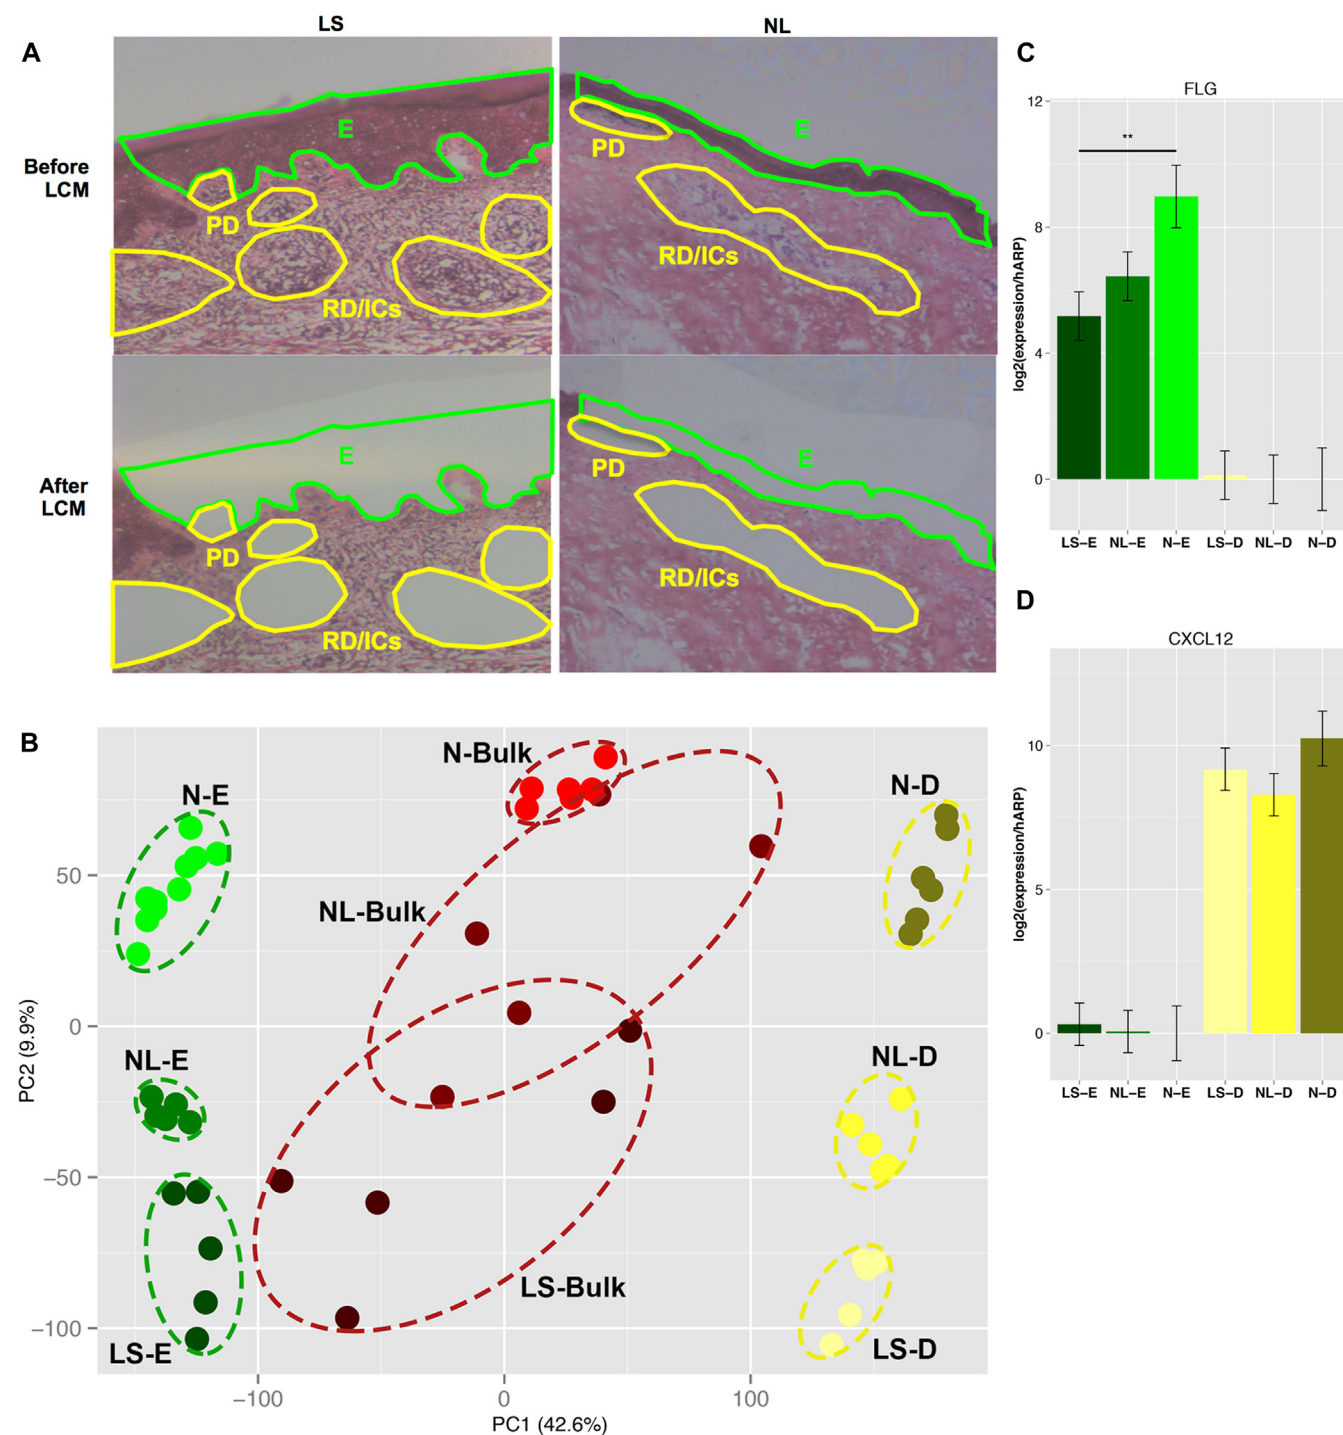 A
LS
NL
Before
LCM
E
PD
RD/ICs
E
PD
RD/ICs
After
LCM
E
PD
RD/ICs
E
PD
RD/ICs
B
N-Bulk
N-E
N-D
NL-Bulk
NL-E
NL-D
LS-Bulk
LS-E
LS-D
50
0
−50
−100
PC2 (9.9%)
−100
0
100
PC1 (42.6%)
C
FLG
**
12
8
4
0
log2(expression/hARP)
LS–E NL–E N–E LS–D NL–D N–D
D
CXCL12
10
5
0
log2(expression/hARP)
LS–E NL–E N–E LS–D NL–D N–D